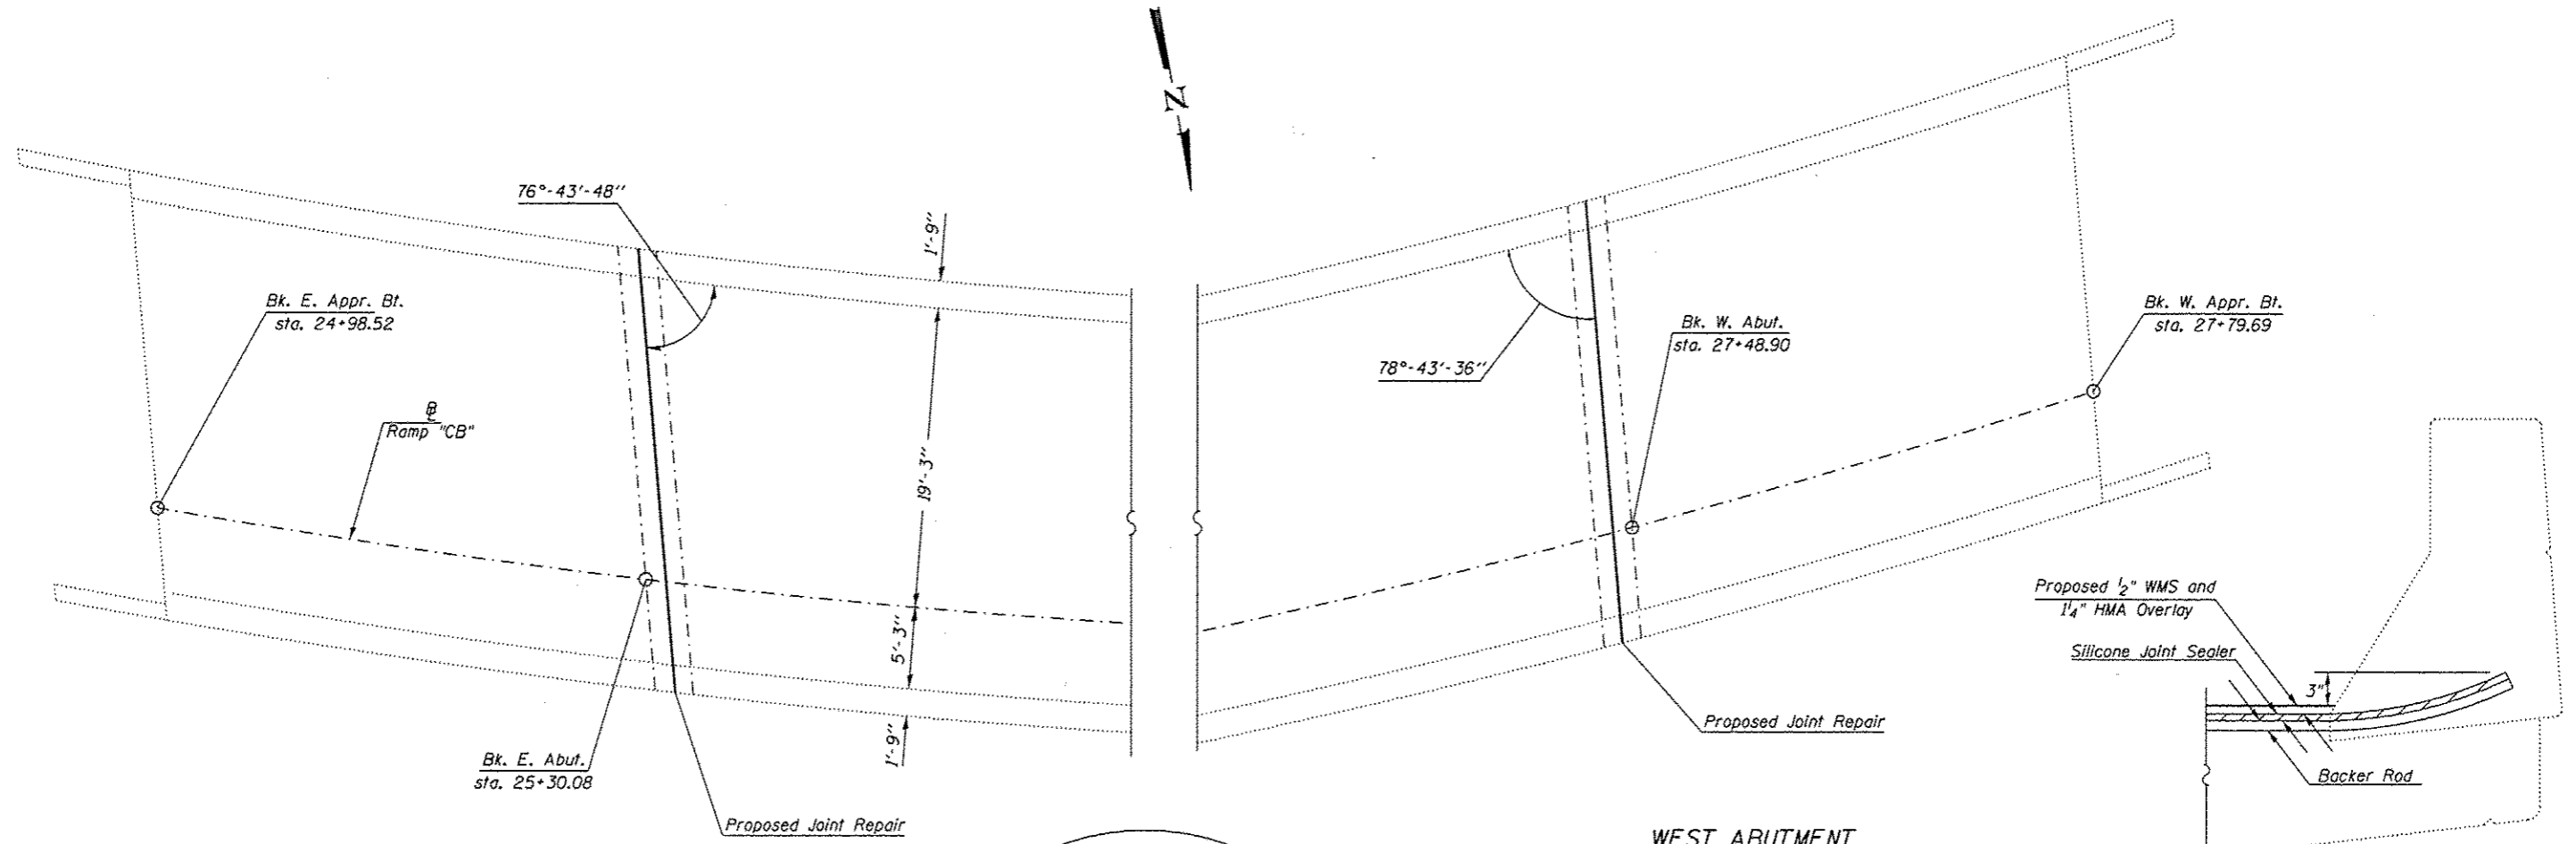 N
76°-43'-48"
1'-9"
Bk. E. Appr. Bt.
sta. 24+98.52
Bk. W. Abut.
sta. 27+48.90
Bk. W. Appr. Bt.
sta. 27+79.69
78°-43'-36"
Ramp "CB"
19'-3"
5'-3"
1'-9"
Proposed 1/2" WMS and
1 1/4" HMA Overlay
Silicone Joint Sealer
3"
Backer Rod
Bk. E. Abut.
sta. 25+30.08
Proposed Joint Repair
Proposed Joint Repair
WEST ABUTMENT